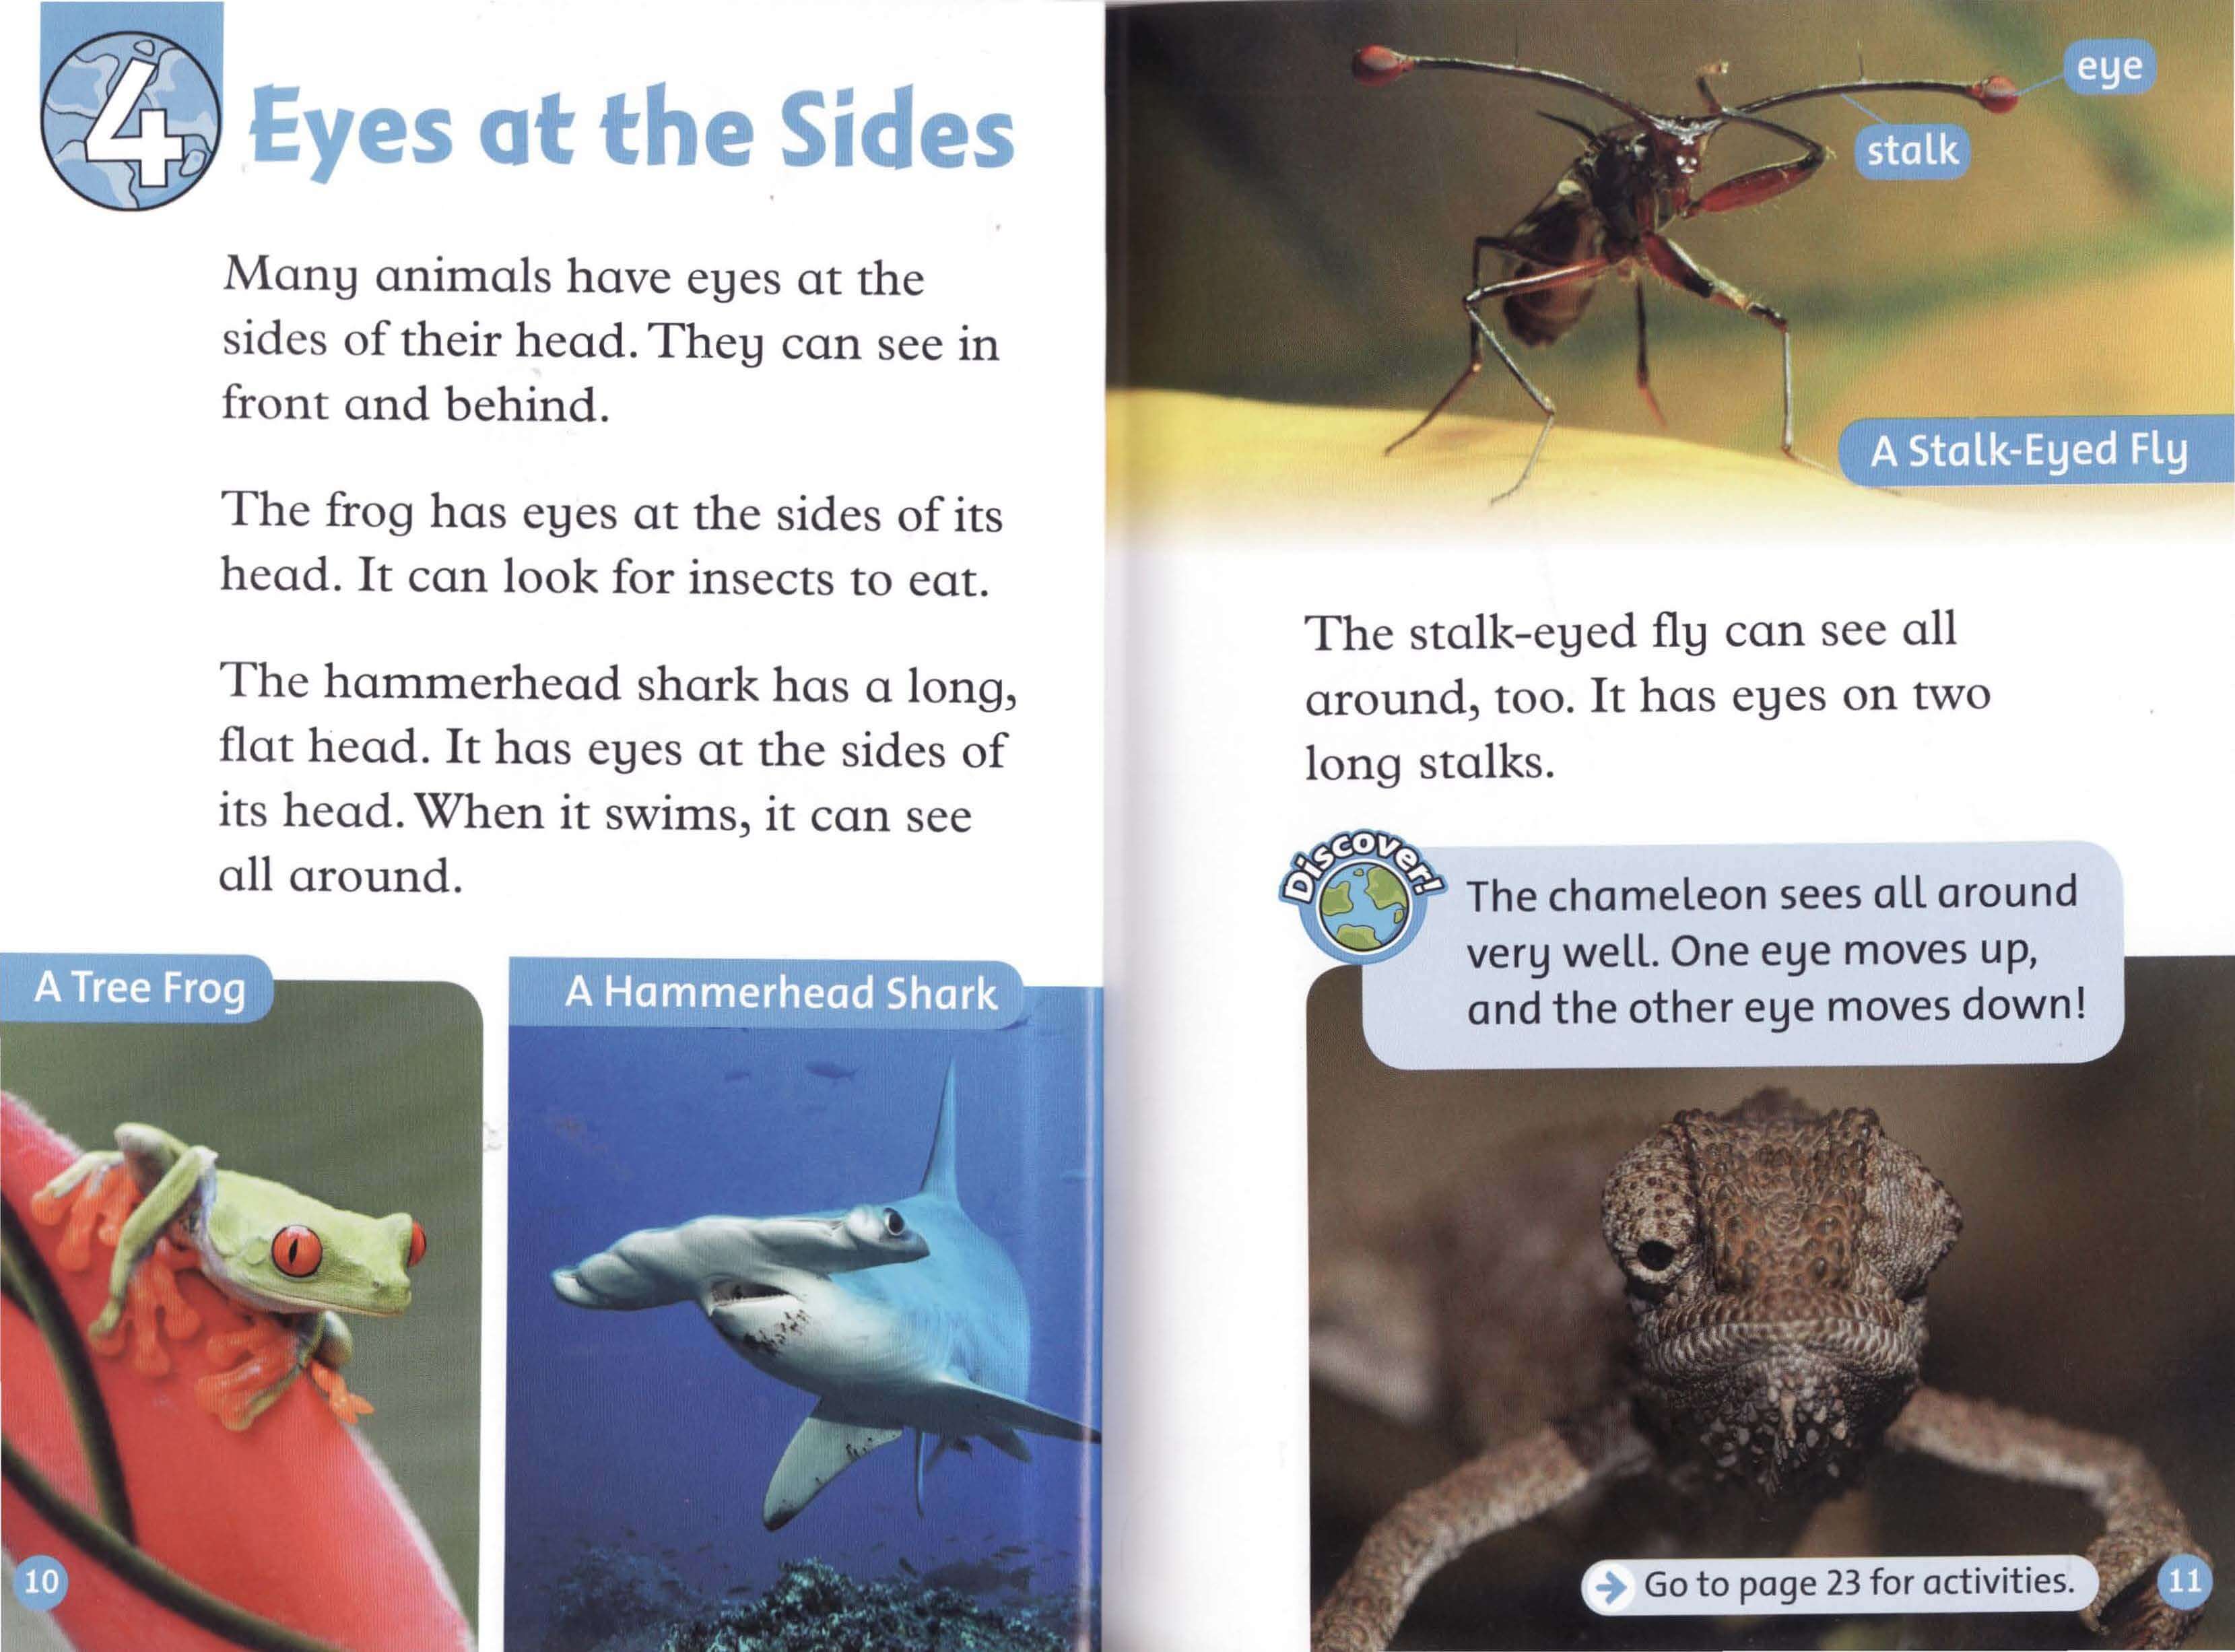 4
Eyes at the Sides
Many animals have eyes at the
sides of their head. They can see in
front and behind.
The frog has eyes at the sides of its
head. It can look for insects to eat.
The hammerhead shark has a long,
flat head. It has eyes at the sides of
its head. When it swims, it can see
all around.
A Tree Frog
A Hammerhead Shark
10
eye
stalk
A Stalk-Eyed Fly
The stalk-eyed fly can see all
around, too. It has eyes on two
long stalks.
Discover!
The chameleon sees all around
very well. One eye moves up,
and the other eye moves down!
Go to page 23 for activities.
11